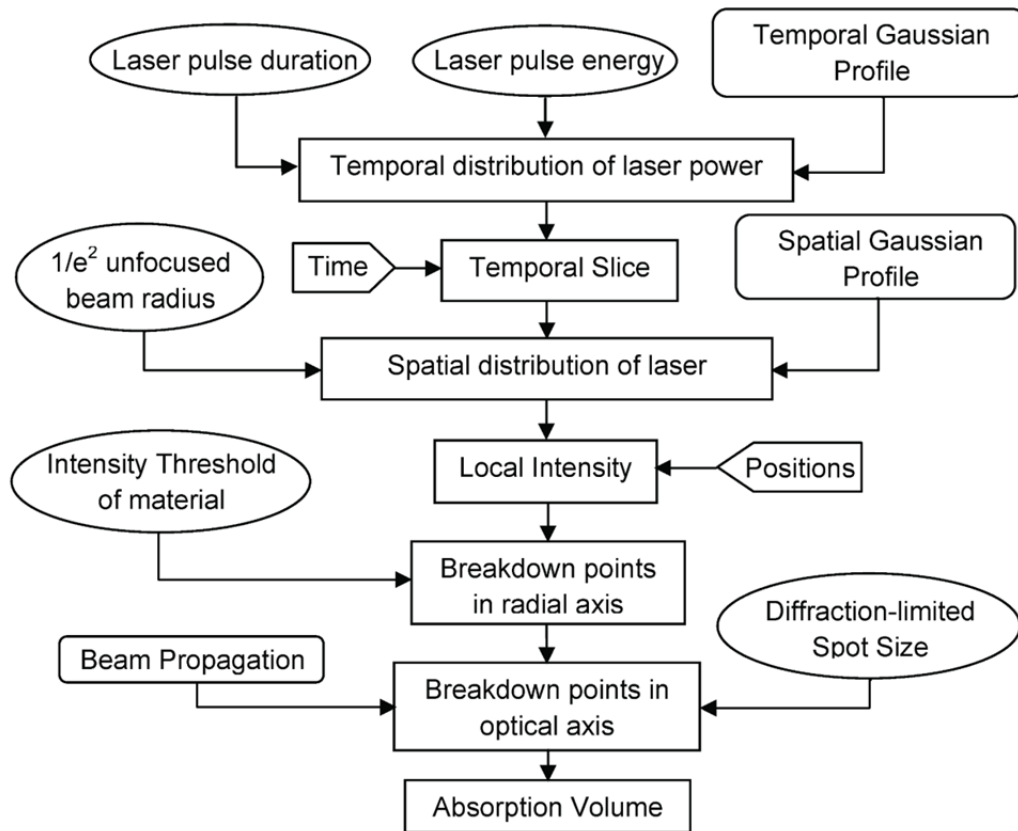 Laser pulse duration
Laser pulse energy
Temporal Gaussian
Profile
Temporal distribution of laser power
1/e² unfocused
beam radius
Time
Temporal Slice
Spatial Gaussian
Profile
Spatial distribution of laser
Intensity Threshold
of material
Local Intensity
Positions
Breakdown points
in radial axis
Diffraction-limited
Spot Size
Beam Propagation
Breakdown points in
optical axis
Absorption Volume